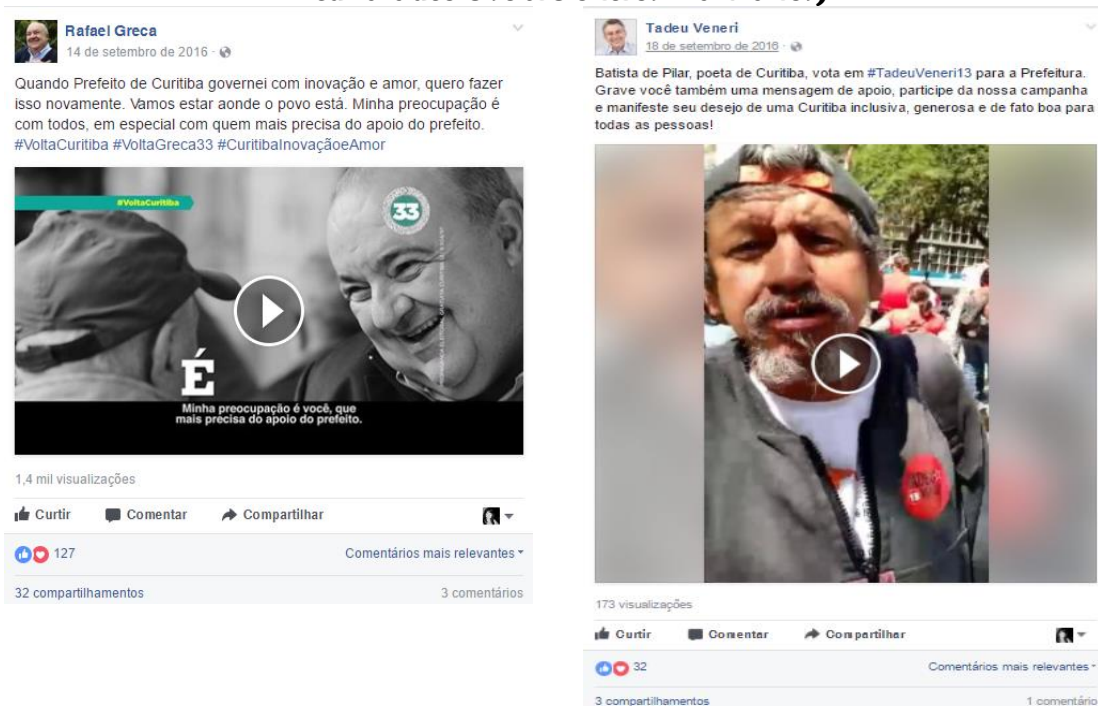 Rafael Greca
14 de setembro de 2016
Quando Prefeito de Curitiba governei com inovação e amor, quero fazer
isso novamente. Vamos estar aonde o povo está. Minha preocupação é
com todos, em especial com quem mais precisa do apoio do prefeito.
#VoltaCuritiba #VoltaGreca33 #CuritibaInovaçãoeAmor
#VoltaCuritiba
33
É
Minha preocupação é você, que
mais precisa do apoio do prefeito.
1,4 mil visualizações
Curtir Comentar Compartilhar
127 Comentários mais relevantes
32 compartilhamentos 3 comentários
Tadeu Veneri
18 de setembro de 2016
Batista de Pilar, poeta de Curitiba, vota em #TadeuVeneri13 para a Prefeitura.
Grave você também uma mensagem de apoio, participe da nossa campanha
e manifeste seu desejo de uma Curitiba inclusiva, generosa e de fato boa para
todas as pessoas!
13
173 visualizações
Curtir Comentar Compartilhar
32 Comentários mais relevantes
3 compartilhamentos 1 comentário